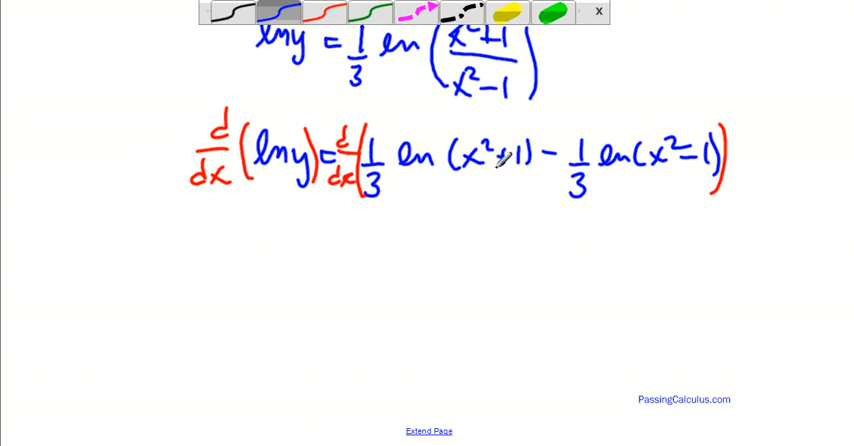 x
ln y = 1/3 ln (x²+1 / x²-1)
d/dx (ln y) = d/dx (1/3 ln (x²+1) - 1/3 ln (x²-1))
PassingCalculus.com
Extend Page